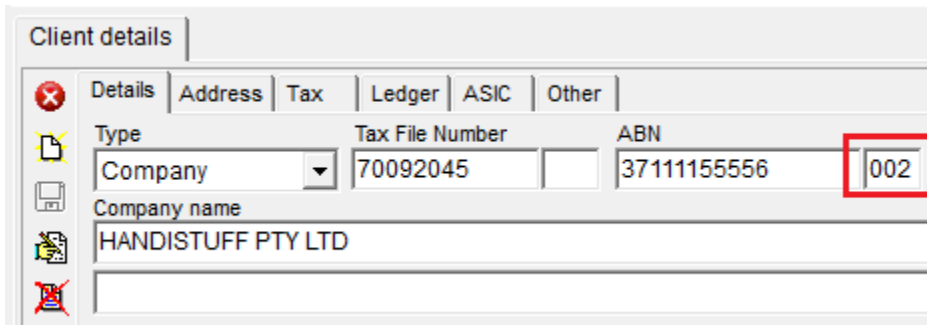 Client details
Details Address Tax Ledger ASIC Other
Type Tax File Number ABN
Company 70092045 37111155556 002
Company name
HANDISTUFF PTY LTD